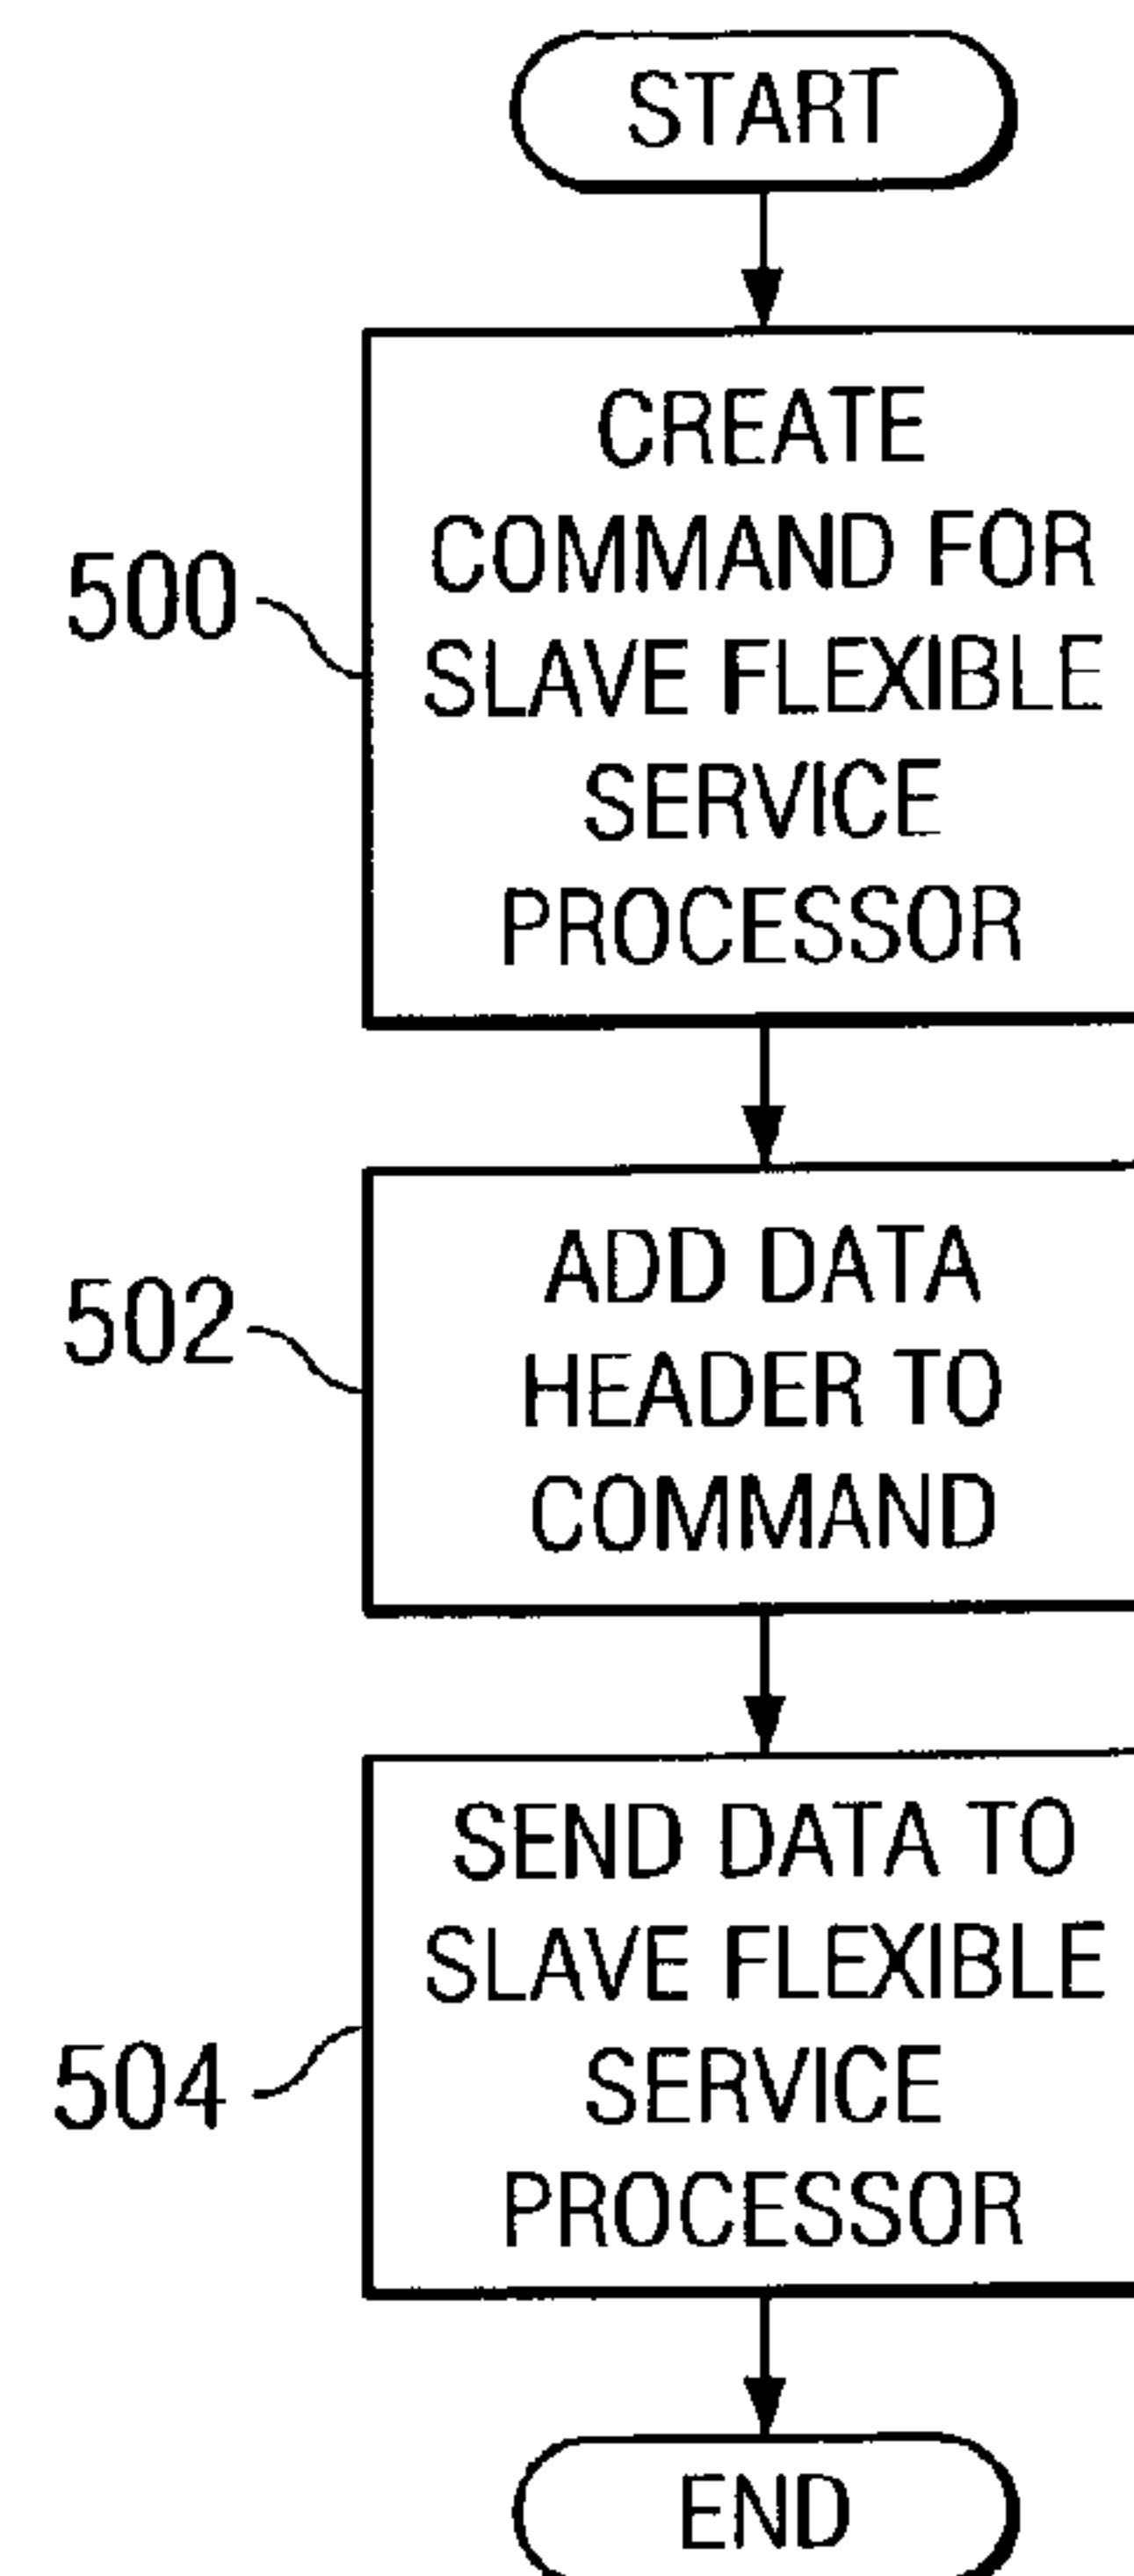 START
CREATE
COMMAND FOR
SLAVE FLEXIBLE
SERVICE
PROCESSOR
500
ADD DATA
HEADER TO
COMMAND
502
SEND DATA TO
SLAVE FLEXIBLE
SERVICE
PROCESSOR
504
END